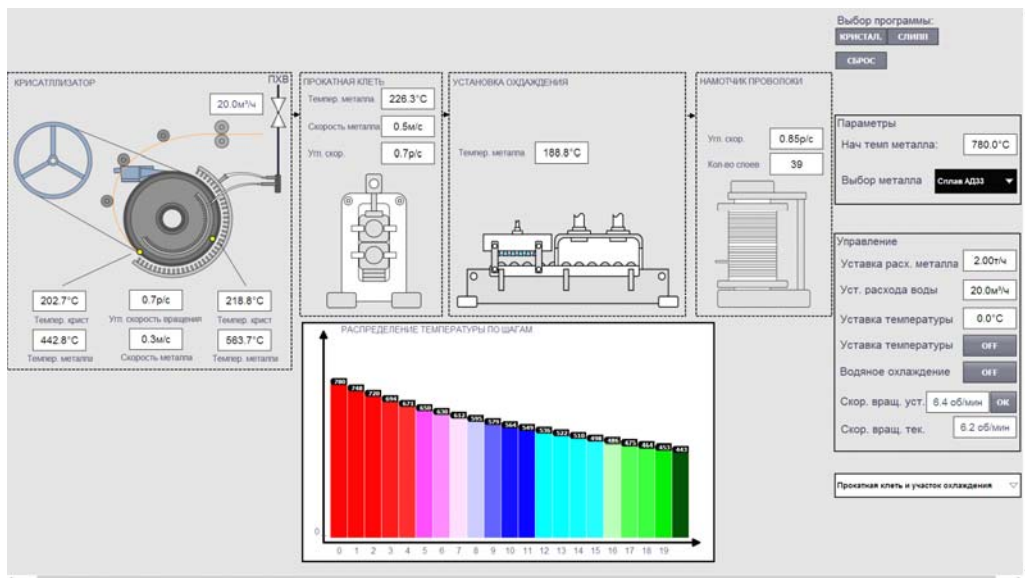 Выбор программы:
КРИСТАЛ. СЛИПП
СБРОС
КРИСАТЛЛИЗАТОР
ПХВ
20.0м³/ч
202.7°C 0.7р/с 218.8°C
Темпер. крист Угл. скорость вращения Темпер. крист
442.8°C 0.3м/с 563.7°C
Темпер. металла Скорость металла Темпер. металла
ПРОКАТНАЯ КЛЕТЬ
Темпер. металла 226.3°C
Скорость металла 0.5м/с
Угл. скор. 0.7р/с
УСТАНОВКА ОХДАЖДЕНИЯ
Темпер. металла 188.8°C
НАМОТЧИК ПРОВОЛОКИ
Угл. скор. 0.85р/с
Кол-во слоев 39
Параметры
Нач темп металла: 780.0°C
Выбор металла Сплав АД33
Управление
Уставка расх. металла 2.00т/ч
Уст. расхода воды 20.0м³/ч
Уставка температуры 0.0°C
Уставка температуры OFF
Водяное охлаждение OFF
Скор. вращ. уст. 6.4 об/мин ОК
Скор. вращ. тек. 6.2 об/мин
Прокатная клеть и участок охлаждения
РАСПРЕДЕЛЕНИЕ ТЕМПЕРАТУРЫ ПО ШАГАМ
780 748 720 694 671 650 630 612 595 579 564 549 536 522 510 498 486 475 464 453 443
0
0 1 2 3 4 5 6 7 8 9 10 11 12 13 14 15 16 17 18 19